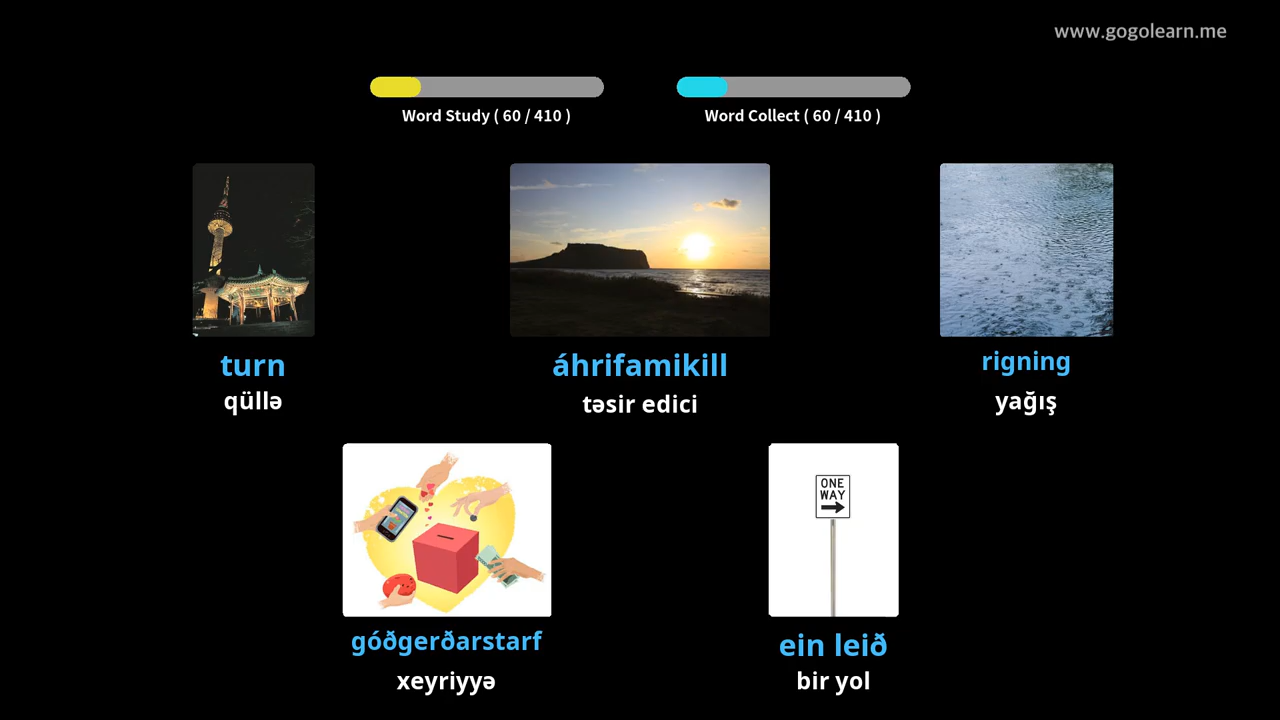 www.gogolearn.me
Word Study ( 60 / 410 )
Word Collect ( 60 / 410 )
turn
qüllə
áhrifamikill
təsir edici
rigning
yağış
ONE
WAY
góðgerðarstarf
xeyriyyə
ein leið
bir yol